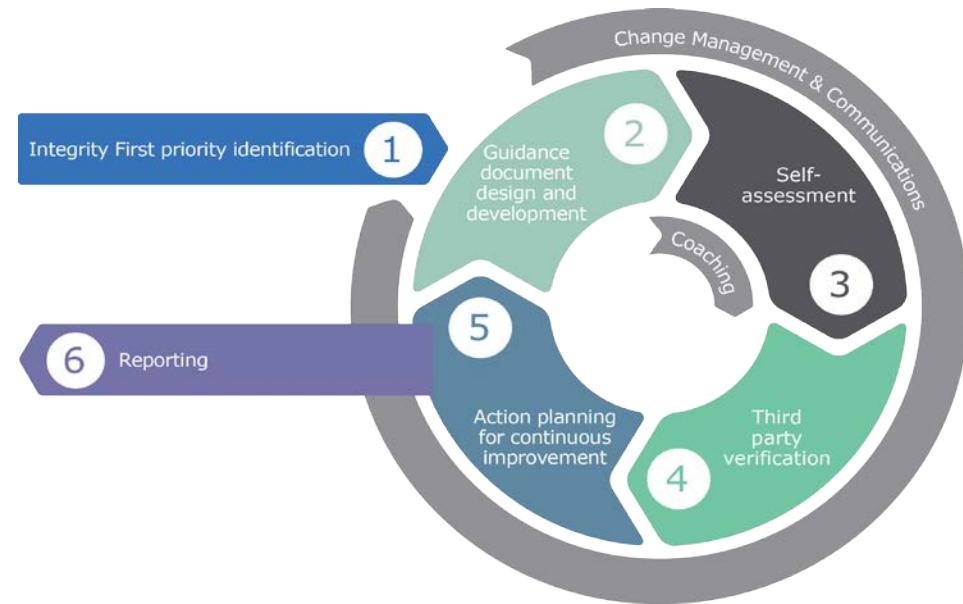 Change Management & Communications
Integrity First priority identification
1
2
Guidance
document
design and
development
Self-
assessment
3
Coaching
5
Action planning
for continuous
improvement
Third
party
verification
4
6
Reporting